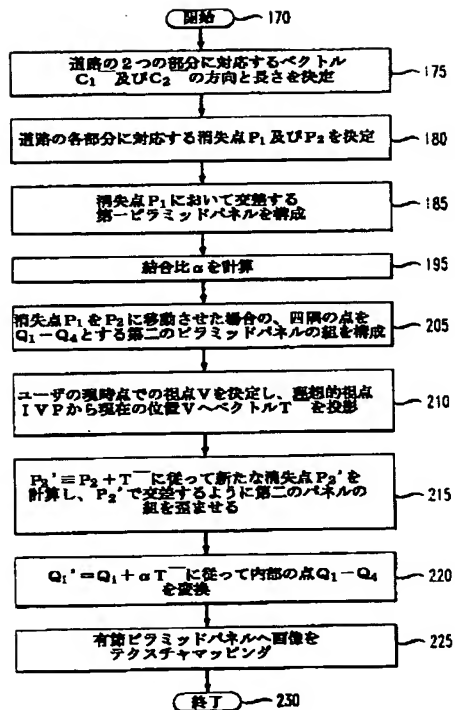 開始 170
道路の2つの部分に対応するベクトル
C₁‾及びC₂‾の方向と長さを決定 175
道路の各部分に対応する消失点P₁及びP₂を決定 180
消失点P₁において交差する
第一ピラミッドパネルを構成 185
結合比αを計算 195
消失点P₁をP₂に移動させた場合の、四隅の点を
Q₁－Q₄とする第二のピラミッドパネルの組を構成 205
ユーザの現時点での視点Vを決定し、理想的視点
IVPから現在の位置VへベクトルT‾を投影 210
P₂'≡P₂+T‾に従って新たな消失点P₂'を
計算し、P₂'で交差するように第二のパネルの
組を歪ませる 215
Q₁'=Q₁+αT‾に従って内部の点Q₁－Q₄
を変換 220
有節ピラミッドパネルへ画像を
テクスチャマッピング 225
終了 230